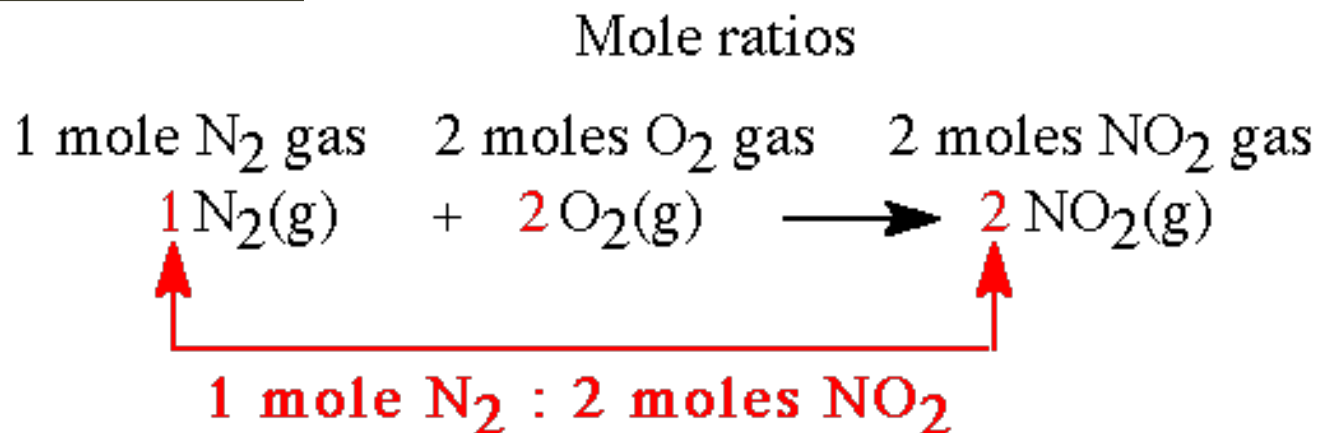 Mole ratios
1 mole N₂ gas 2 moles O₂ gas 2 moles NO₂ gas
1 N₂(g) + 2 O₂(g) ⟶ 2 NO₂(g)
1 mole N₂ : 2 moles NO₂